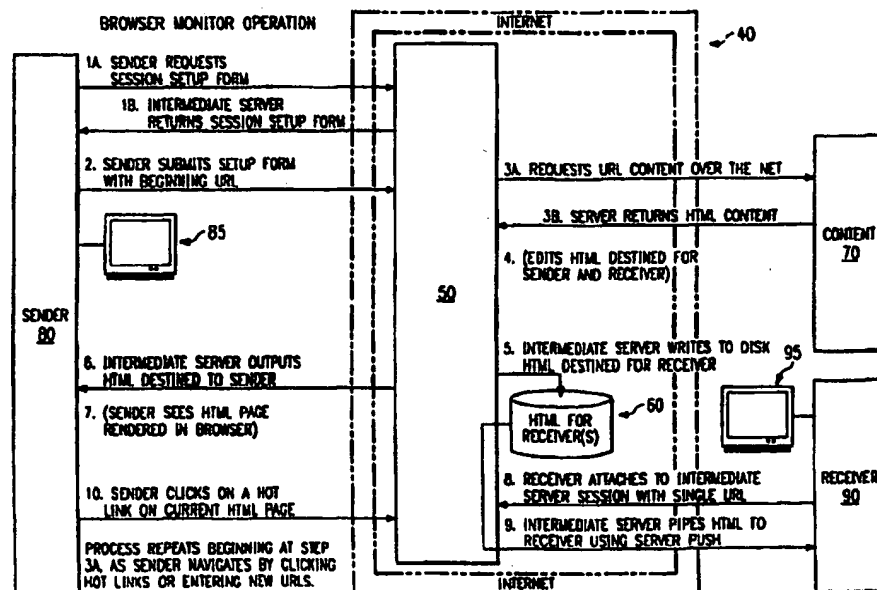 BROWSER MONITOR OPERATION
INTERNET
40
1A. SENDER REQUESTS
SESSION SETUP FORM
1B. INTERMEDIATE SERVER
RETURNS SESSION SETUP FORM
2. SENDER SUBMITS SETUP FORM
WITH BEGINNING URL
3A. REQUESTS URL CONTENT OVER THE NET
3B. SERVER RETURNS HTML CONTENT
85
4. (EDITS HTML DESTINED FOR
SENDER AND RECEIVER)
CONTENT
70
50
SENDER
80
5. INTERMEDIATE SERVER WRITES TO DISK
HTML DESTINED FOR RECEIVER
95
6. INTERMEDIATE SERVER OUTPUTS
HTML DESTINED TO SENDER
60
7. (SENDER SEES HTML PAGE
RENDERED IN BROWSER)
HTML FOR
RECEIVER(S)
8. RECEIVER ATTACHES TO INTERMEDIATE
SERVER SESSION WITH SINGLE URL
RECEIVER
90
10. SENDER CLICKS ON A HOT
LINK ON CURRENT HTML PAGE
9. INTERMEDIATE SERVER PIPES HTML TO
RECEIVER USING SERVER PUSH
PROCESS REPEATS BEGINNING AT STEP
3A, AS SENDER NAVIGATES BY CLICKING
HOT LINKS OR ENTERING NEW URLS.
INTERNET